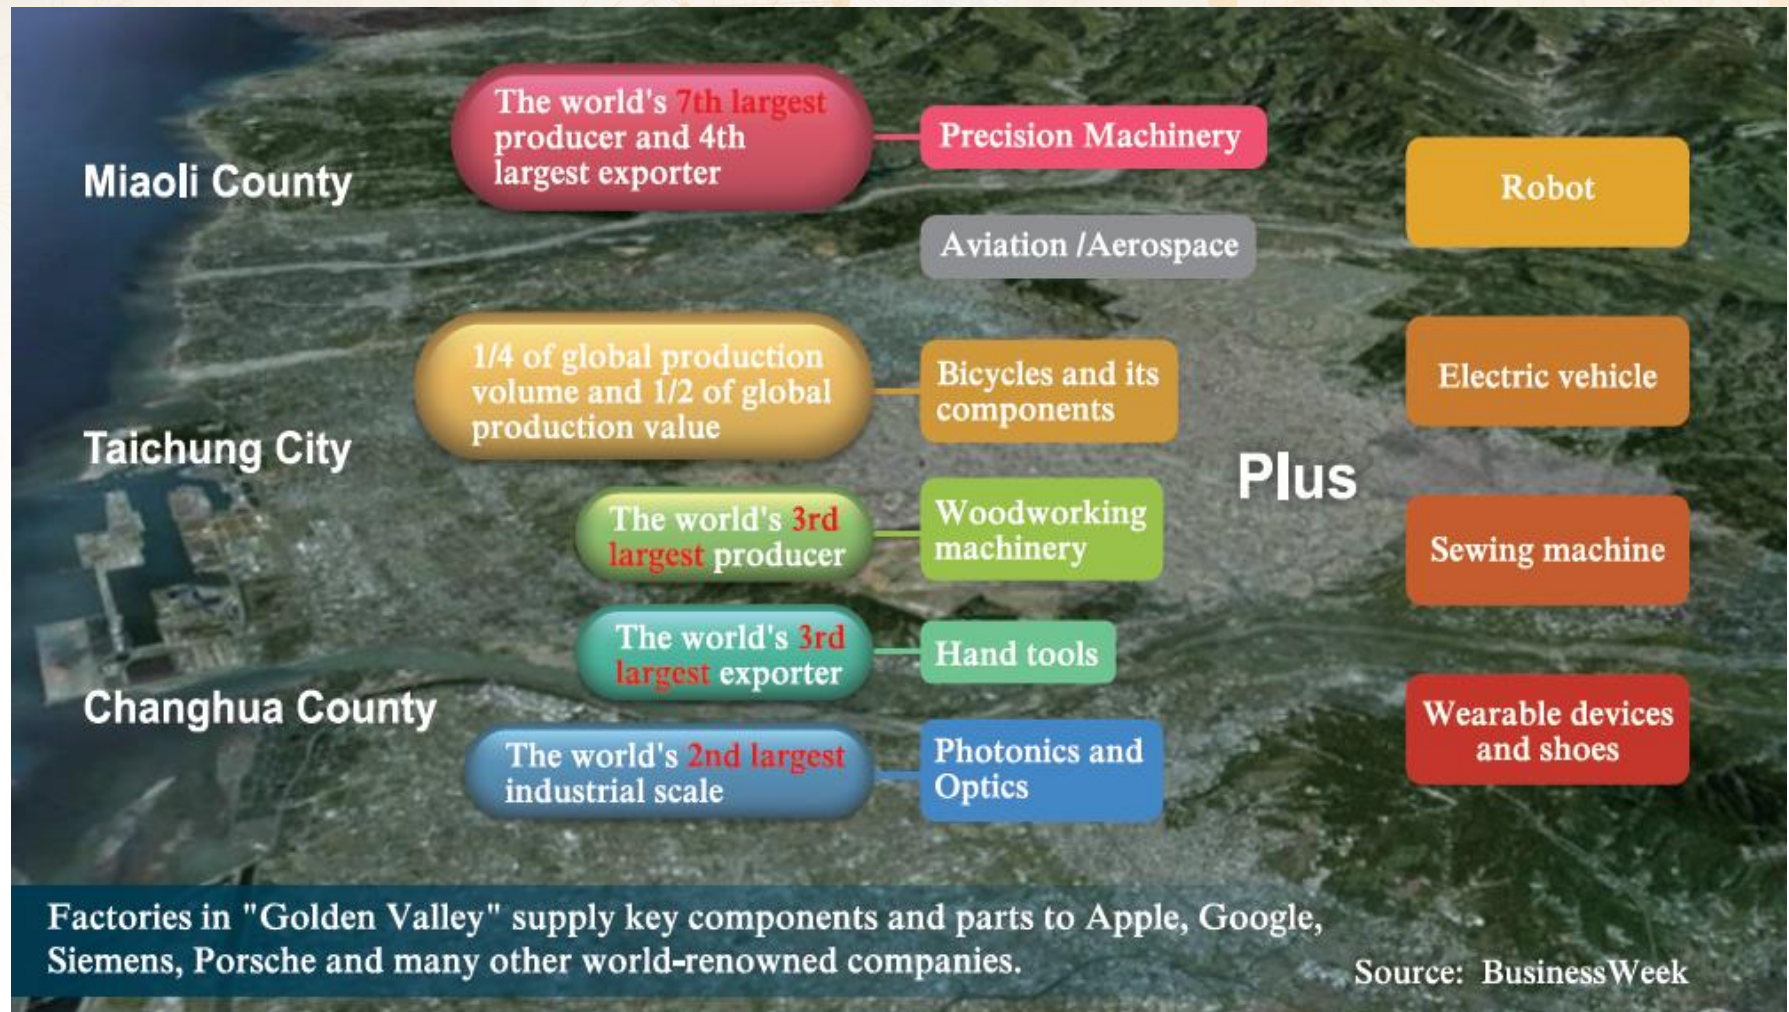 The world's 7th largest
producer and 4th
largest exporter
Precision Machinery
Miaoli County
Robot
Aviation /Aerospace
1/4 of global production
volume and 1/2 of global
production value
Bicycles and its
components
Electric vehicle
Taichung City
Plus
The world's 3rd
largest producer
Woodworking
machinery
Sewing machine
The world's 3rd
largest exporter
Hand tools
Changhua County
Wearable devices
and shoes
The world's 2nd largest
industrial scale
Photonics and
Optics
Factories in "Golden Valley" supply key components and parts to Apple, Google,
Siemens, Porsche and many other world-renowned companies.
Source: BusinessWeek